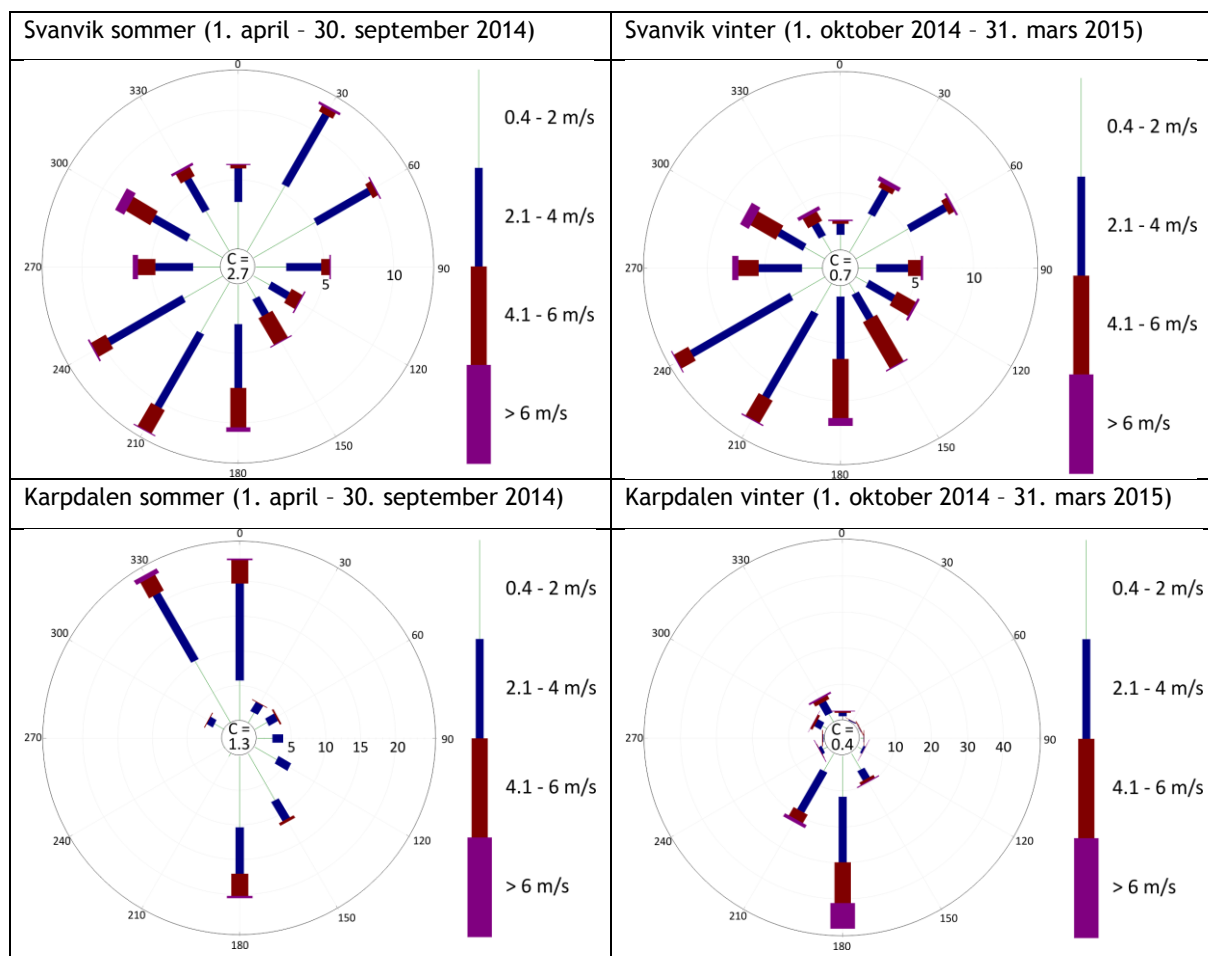 Svanvik sommer (1. april – 30. september 2014)
Svanvik vinter (1. oktober 2014 – 31. mars 2015)
0
30
60
90
120
150
180
210
240
270
300
330
C =
2.7
5
10
0.4 - 2 m/s
2.1 - 4 m/s
4.1 - 6 m/s
> 6 m/s
0
30
60
90
120
150
180
210
240
270
300
330
C =
0.7
5
10
0.4 - 2 m/s
2.1 - 4 m/s
4.1 - 6 m/s
> 6 m/s
Karpdalen sommer (1. april – 30. september 2014)
Karpdalen vinter (1. oktober 2014 – 31. mars 2015)
0
30
60
90
120
150
180
210
240
270
300
330
C =
1.3
5 10 15 20
0.4 - 2 m/s
2.1 - 4 m/s
4.1 - 6 m/s
> 6 m/s
0
30
60
90
120
150
180
210
240
270
300
330
C =
0.4
10 20 30 40
0.4 - 2 m/s
2.1 - 4 m/s
4.1 - 6 m/s
> 6 m/s